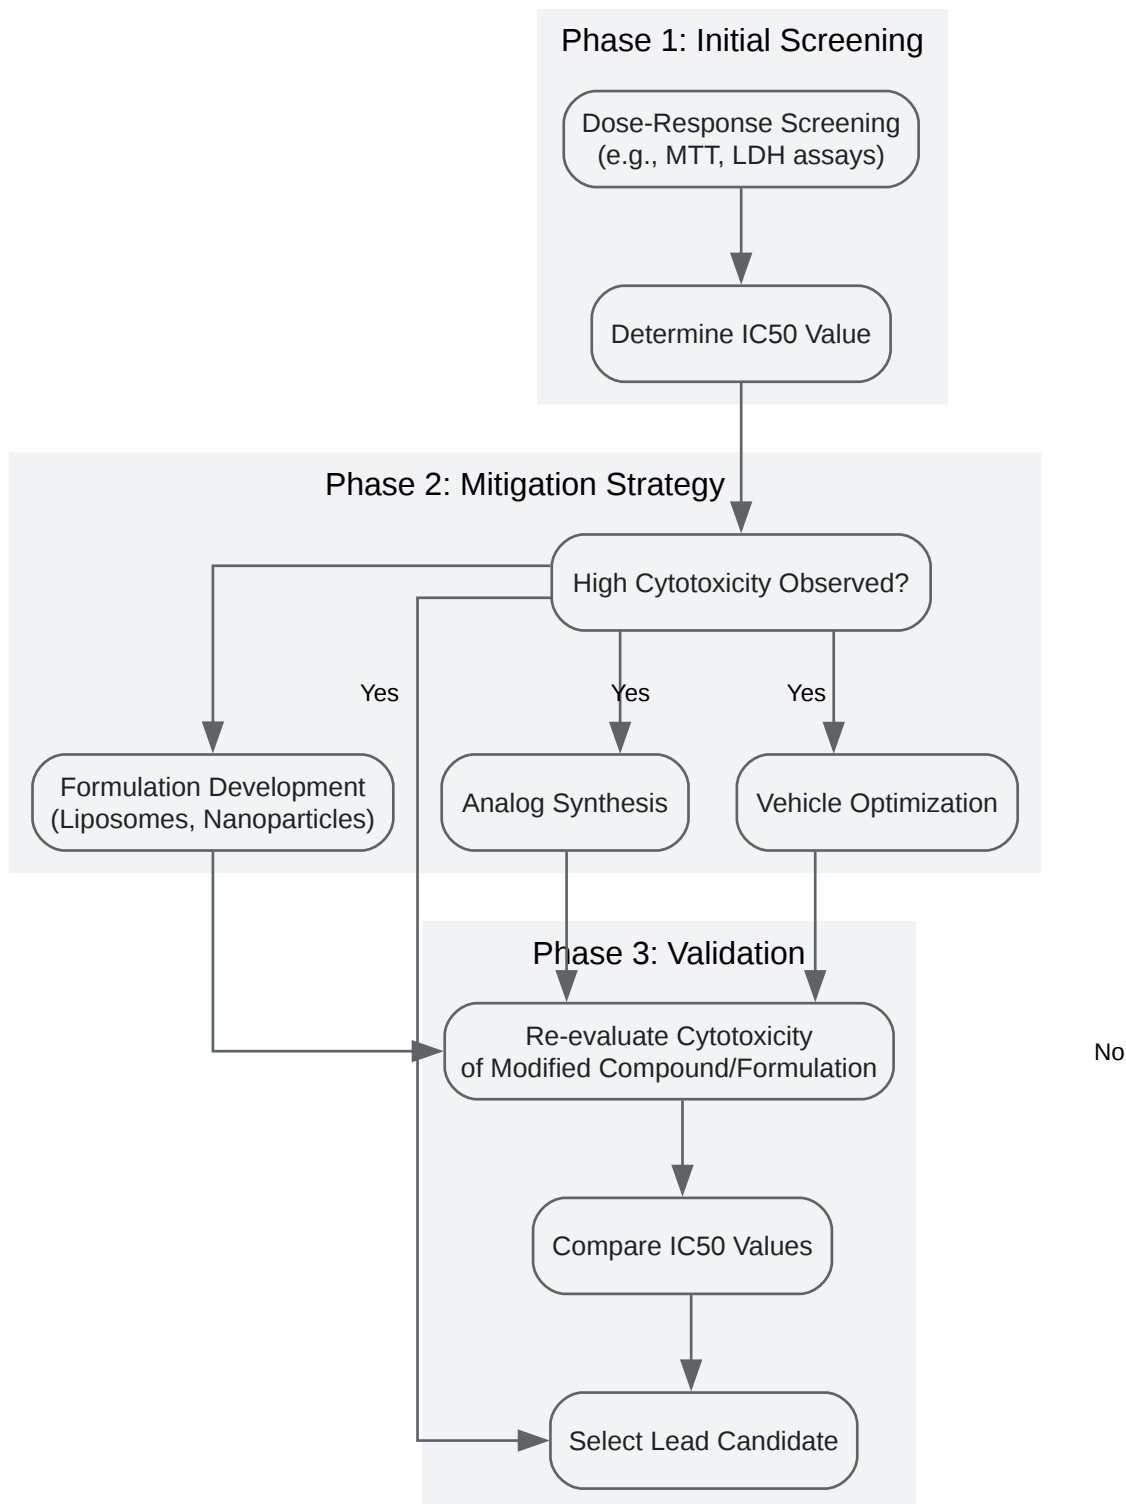 Phase 1: Initial Screening
Dose-Response Screening
(e.g., MTT, LDH assays)
Determine IC50 Value
Phase 2: Mitigation Strategy
High Cytotoxicity Observed?
Yes
Yes
Yes
Formulation Development
(Liposomes, Nanoparticles)
Analog Synthesis
Vehicle Optimization
Phase 3: Validation
Re-evaluate Cytotoxicity
of Modified Compound/Formulation
No
Compare IC50 Values
Select Lead Candidate